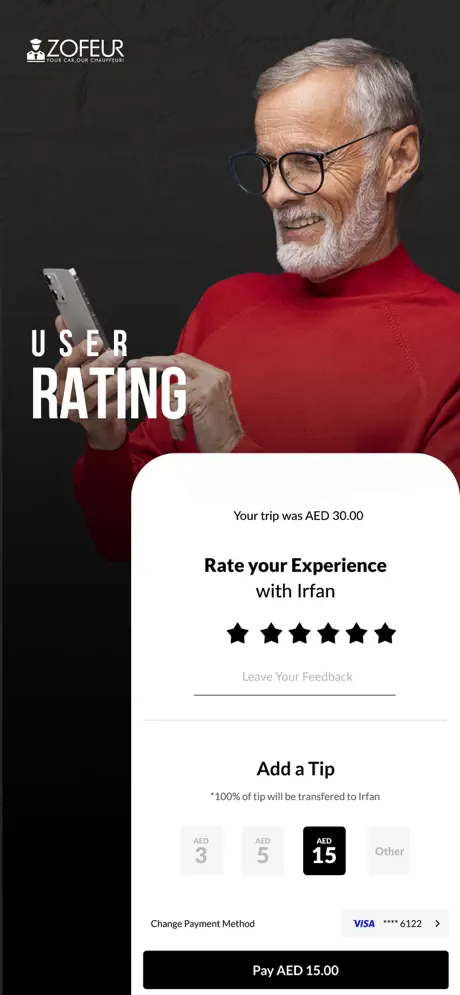 ZOFEUR
YOUR CAR,OUR CHAUFFEUR!
USER
RATING
Your trip was AED 30.00
Rate your Experience
with Irfan
Leave Your Feedback
Add a Tip
*100% of tip will be transfered to Irfan
AED AED AED
3 5 15 Other
Change Payment Method VISA **** 6122 >
Pay AED 15.00